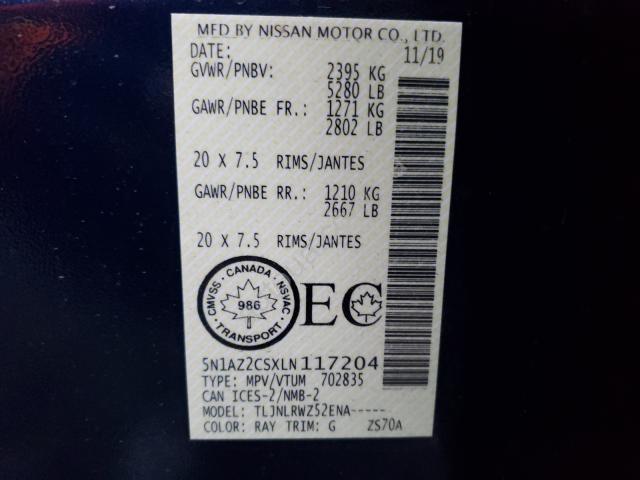 MFD BY NISSAN MOTOR CO., LTD.
DATE: 11/19
GVWR/PNBV: 2395 KG
5280 LB
GAWR/PNBE FR.: 1271 KG
2802 LB
20 X 7.5 RIMS/JANTES
GAWR/PNBE RR.: 1210 KG
2667 LB
20 X 7.5 RIMS/JANTES
CMVSS · CANADA · NSVAC
986
· TRANSPORT ·
EC
5N1AZ2CSXLN117204
TYPE: MPV/VTUM 702835
CAN ICES-2/NMB-2
MODEL: TLJNLRWZ52ENA-----
COLOR: RAY TRIM: G ZS70A